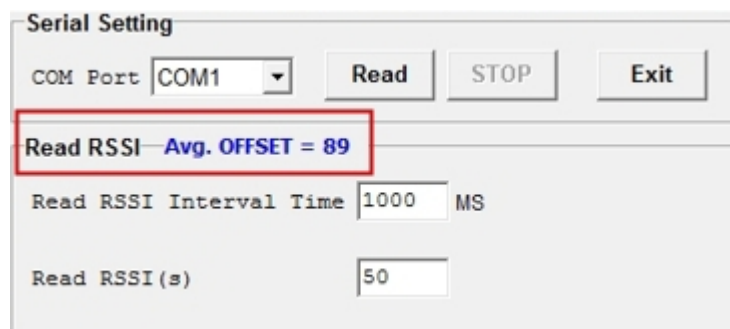 Serial Setting
COM Port COM1 Read STOP Exit
Read RSSI Avg. OFFSET = 89
Read RSSI Interval Time 1000 MS
Read RSSI(s) 50